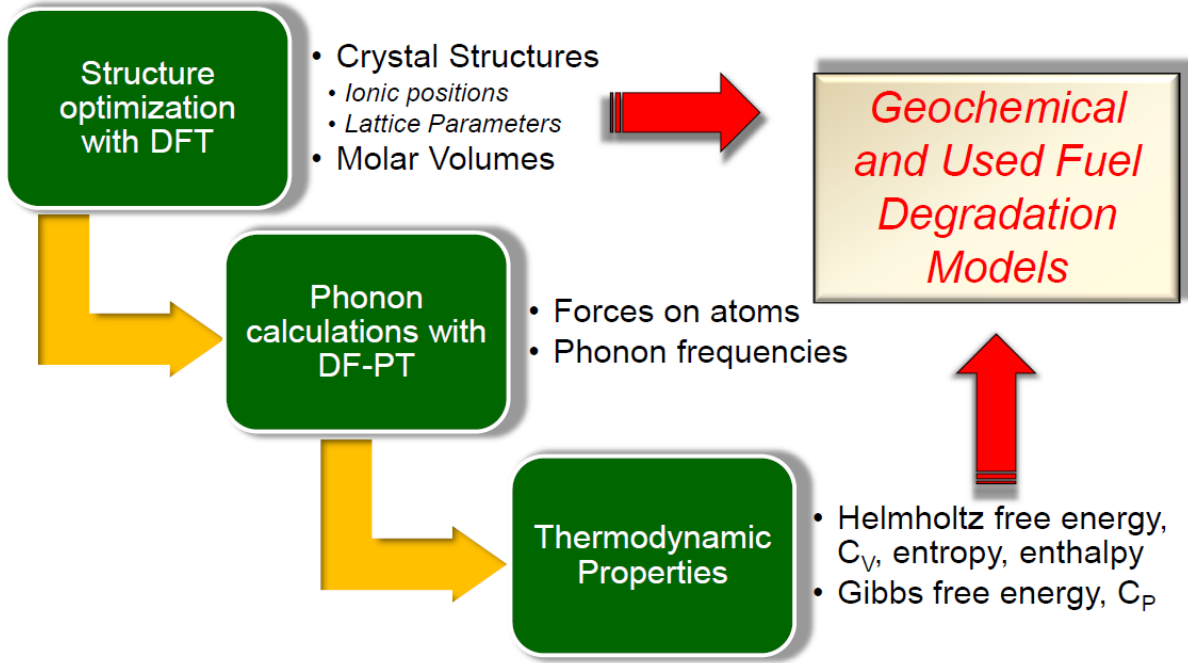 Structure
optimization
with DFT
• Crystal Structures
• Ionic positions
• Lattice Parameters
• Molar Volumes
Geochemical
and Used Fuel
Degradation
Models
Phonon
calculations with
DF-PT
• Forces on atoms
• Phonon frequencies
Thermodynamic
Properties
• Helmholtz free energy,
C_V, entropy, enthalpy
• Gibbs free energy, C_P